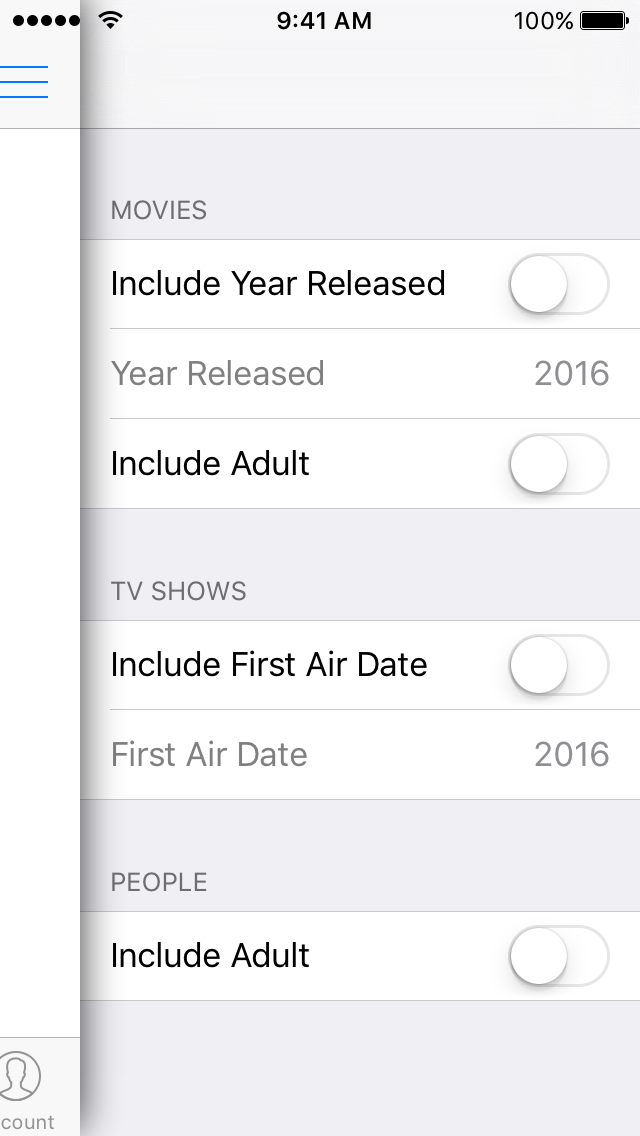 9:41 AM 100%
MOVIES
Include Year Released
Year Released 2016
Include Adult
TV SHOWS
Include First Air Date
First Air Date 2016
PEOPLE
Include Adult
count